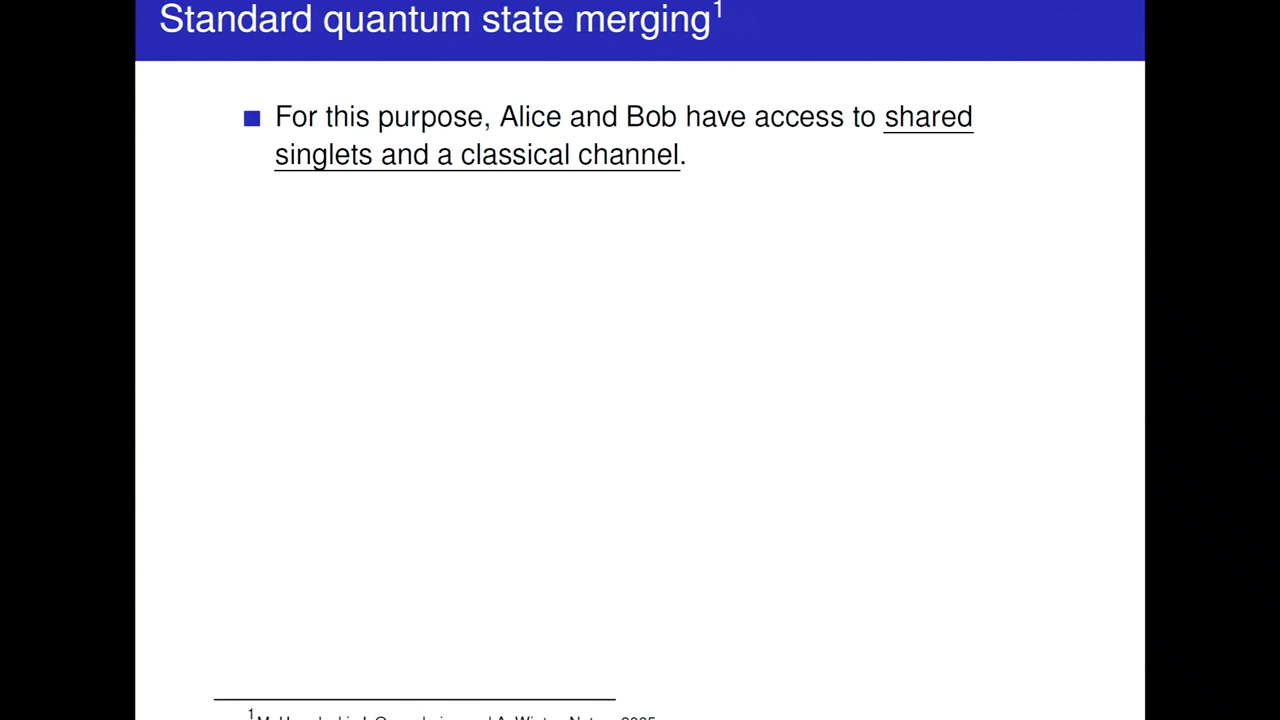 Standard quantum state merging¹
For this purpose, Alice and Bob have access to shared
singlets and a classical channel.